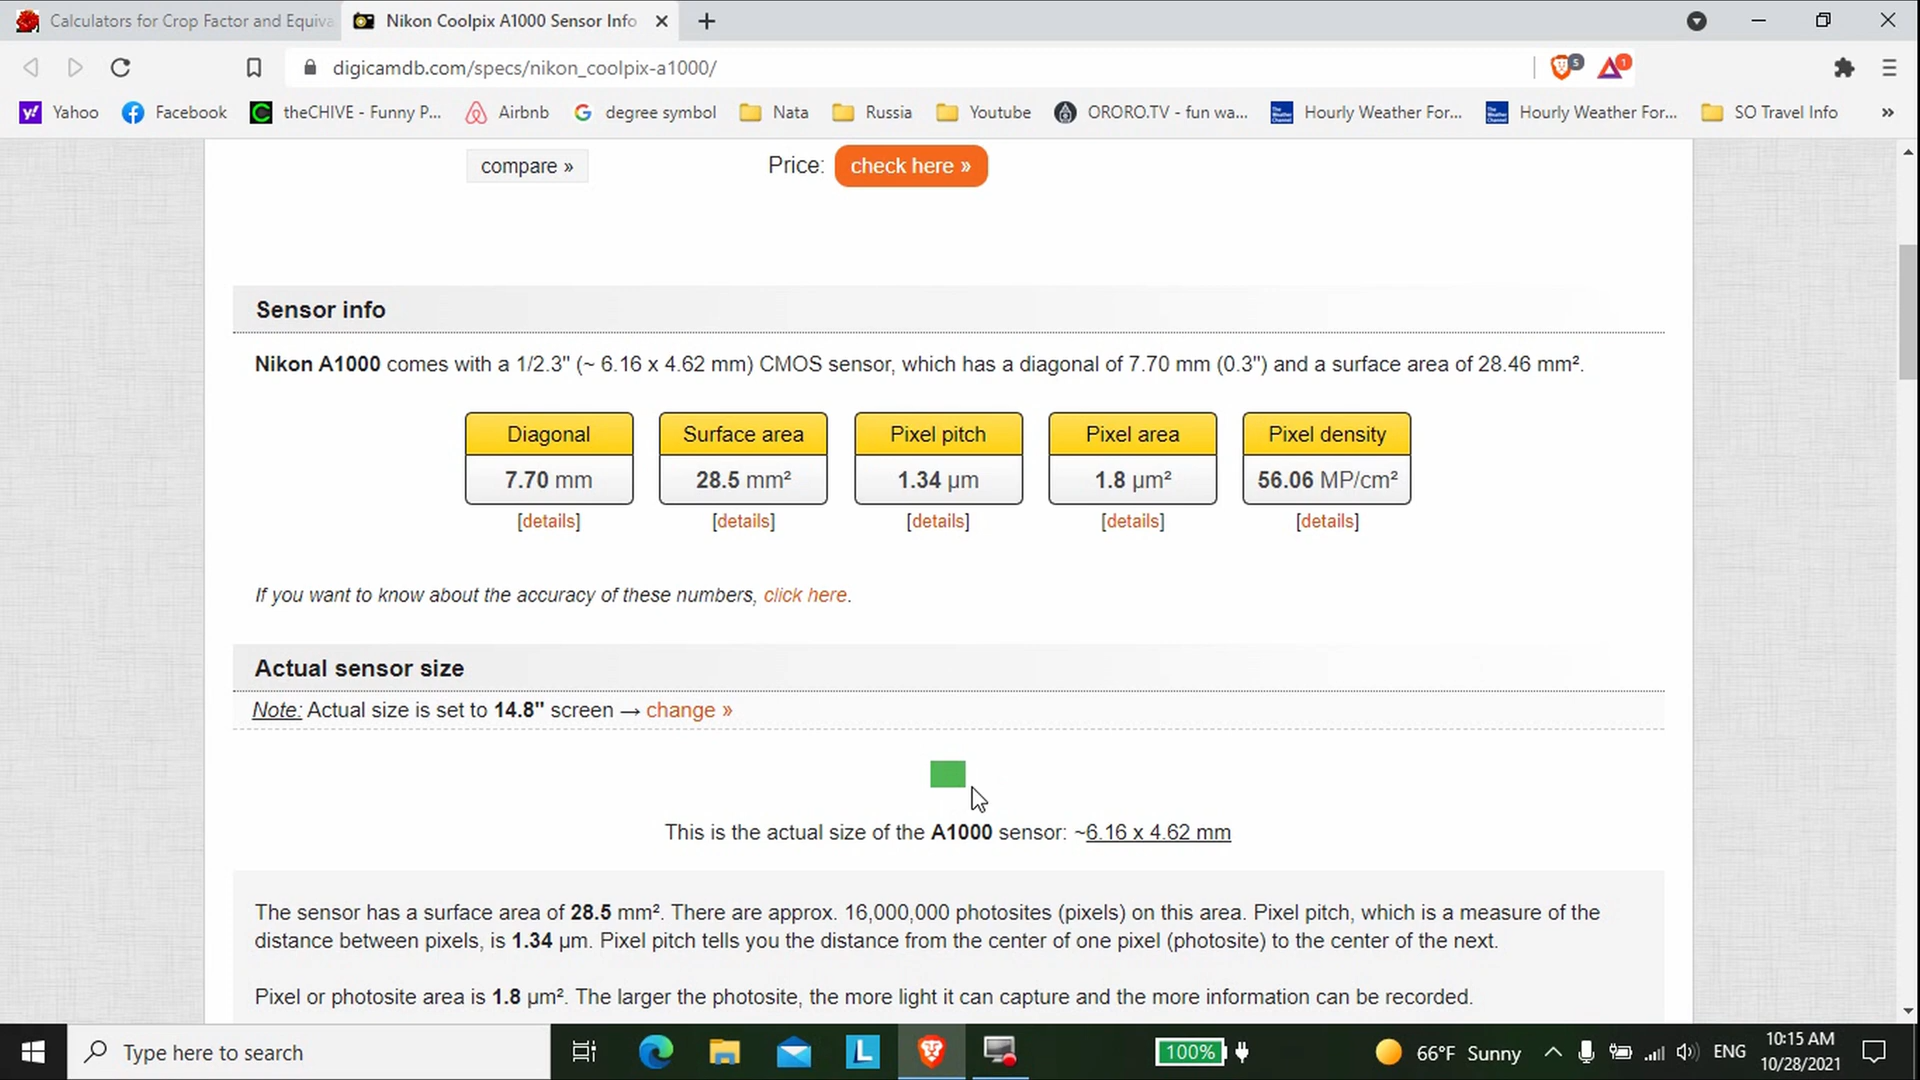 Calculators for Crop Factor and Equiva
Nikon Coolpix A1000 Sensor Info
digicamdb.com/specs/nikon_coolpix-a1000/
5
1
Yahoo
Facebook
theCHIVE - Funny P...
Airbnb
degree symbol
Nata
Russia
Youtube
ORORO.TV - fun wa...
Hourly Weather For...
Hourly Weather For...
SO Travel Info
»
compare »
Price:
check here »
Sensor info
Nikon A1000 comes with a 1/2.3" (~ 6.16 x 4.62 mm) CMOS sensor, which has a diagonal of 7.70 mm (0.3") and a surface area of 28.46 mm².
Diagonal
Surface area
Pixel pitch
Pixel area
Pixel density
7.70 mm
28.5 mm²
1.34 µm
1.8 µm²
56.06 MP/cm²
[details]
[details]
[details]
[details]
[details]
If you want to know about the accuracy of these numbers, click here.
Actual sensor size
Note: Actual size is set to 14.8" screen → change »
This is the actual size of the A1000 sensor: ~6.16 x 4.62 mm
The sensor has a surface area of 28.5 mm². There are approx. 16,000,000 photosites (pixels) on this area. Pixel pitch, which is a measure of the
distance between pixels, is 1.34 µm. Pixel pitch tells you the distance from the center of one pixel (photosite) to the center of the next.
Pixel or photosite area is 1.8 µm². The larger the photosite, the more light it can capture and the more information can be recorded.
Type here to search
L
100%
66°F Sunny
ENG
10:15 AM
10/28/2021